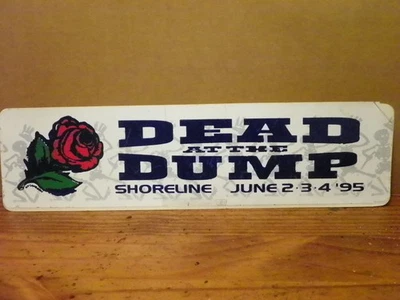 DEAD
AT THE
DUMP
SHORELINE JUNE 2·3·4 '95